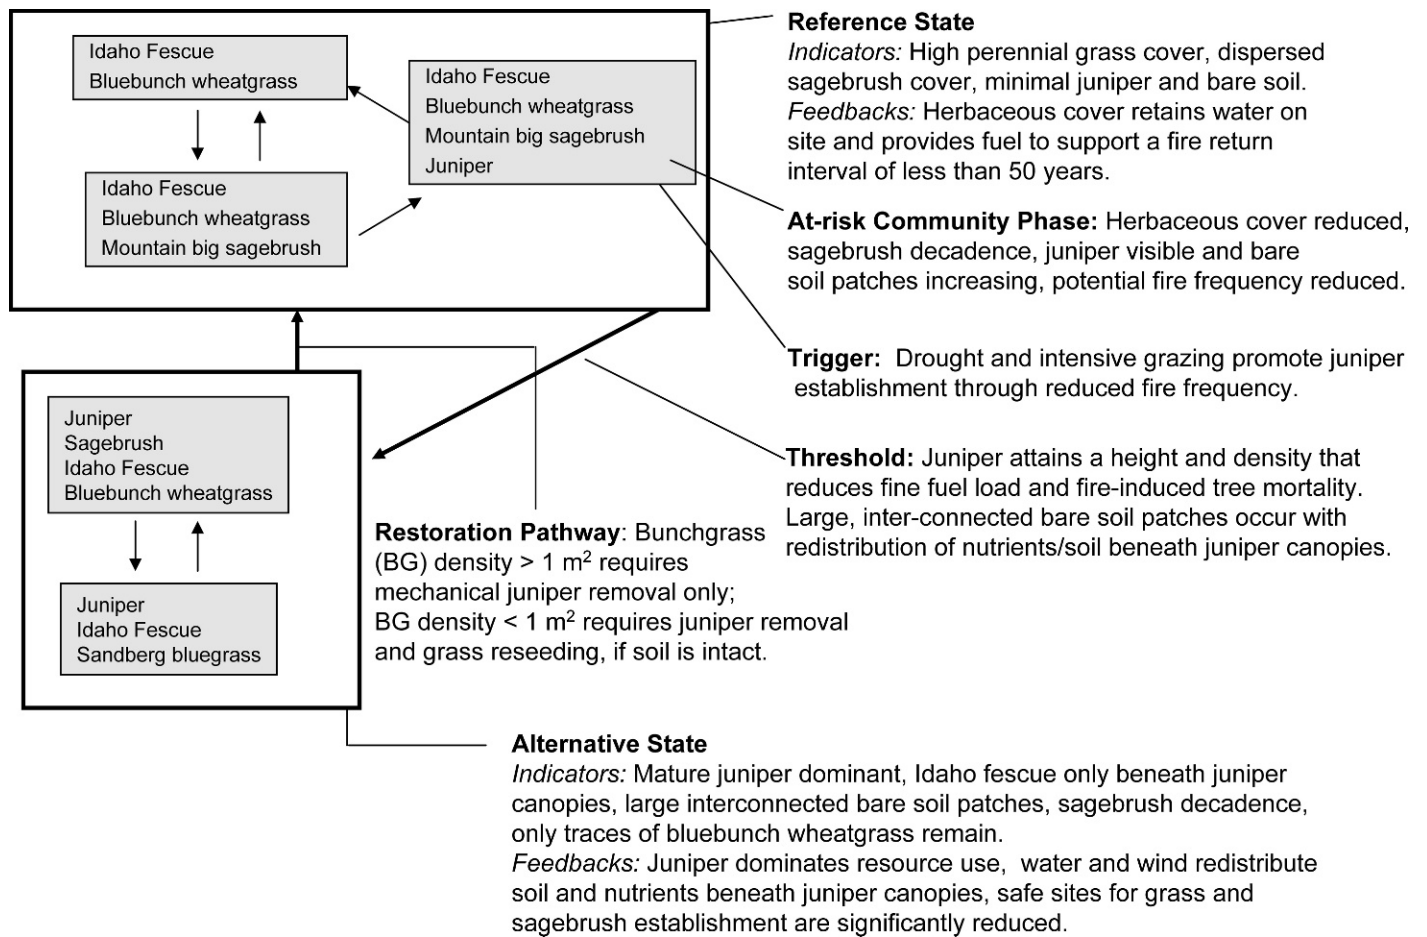 Idaho Fescue
Bluebunch wheatgrass
Idaho Fescue
Bluebunch wheatgrass
Mountain big sagebrush
Juniper
Idaho Fescue
Bluebunch wheatgrass
Mountain big sagebrush
Reference State
Indicators: High perennial grass cover, dispersed
sagebrush cover, minimal juniper and bare soil.
Feedbacks: Herbaceous cover retains water on
site and provides fuel to support a fire return
interval of less than 50 years.
At-risk Community Phase: Herbaceous cover reduced,
sagebrush decadence, juniper visible and bare
soil patches increasing, potential fire frequency reduced.
Trigger: Drought and intensive grazing promote juniper
establishment through reduced fire frequency.
Threshold: Juniper attains a height and density that
reduces fine fuel load and fire-induced tree mortality.
Large, inter-connected bare soil patches occur with
redistribution of nutrients/soil beneath juniper canopies.
Juniper
Sagebrush
Idaho Fescue
Bluebunch wheatgrass
Juniper
Idaho Fescue
Sandberg bluegrass
Restoration Pathway: Bunchgrass
(BG) density > 1 m² requires
mechanical juniper removal only;
BG density < 1 m² requires juniper removal
and grass reseeding, if soil is intact.
Alternative State
Indicators: Mature juniper dominant, Idaho fescue only beneath juniper
canopies, large interconnected bare soil patches, sagebrush decadence,
only traces of bluebunch wheatgrass remain.
Feedbacks: Juniper dominates resource use, water and wind redistribute
soil and nutrients beneath juniper canopies, safe sites for grass and
sagebrush establishment are significantly reduced.